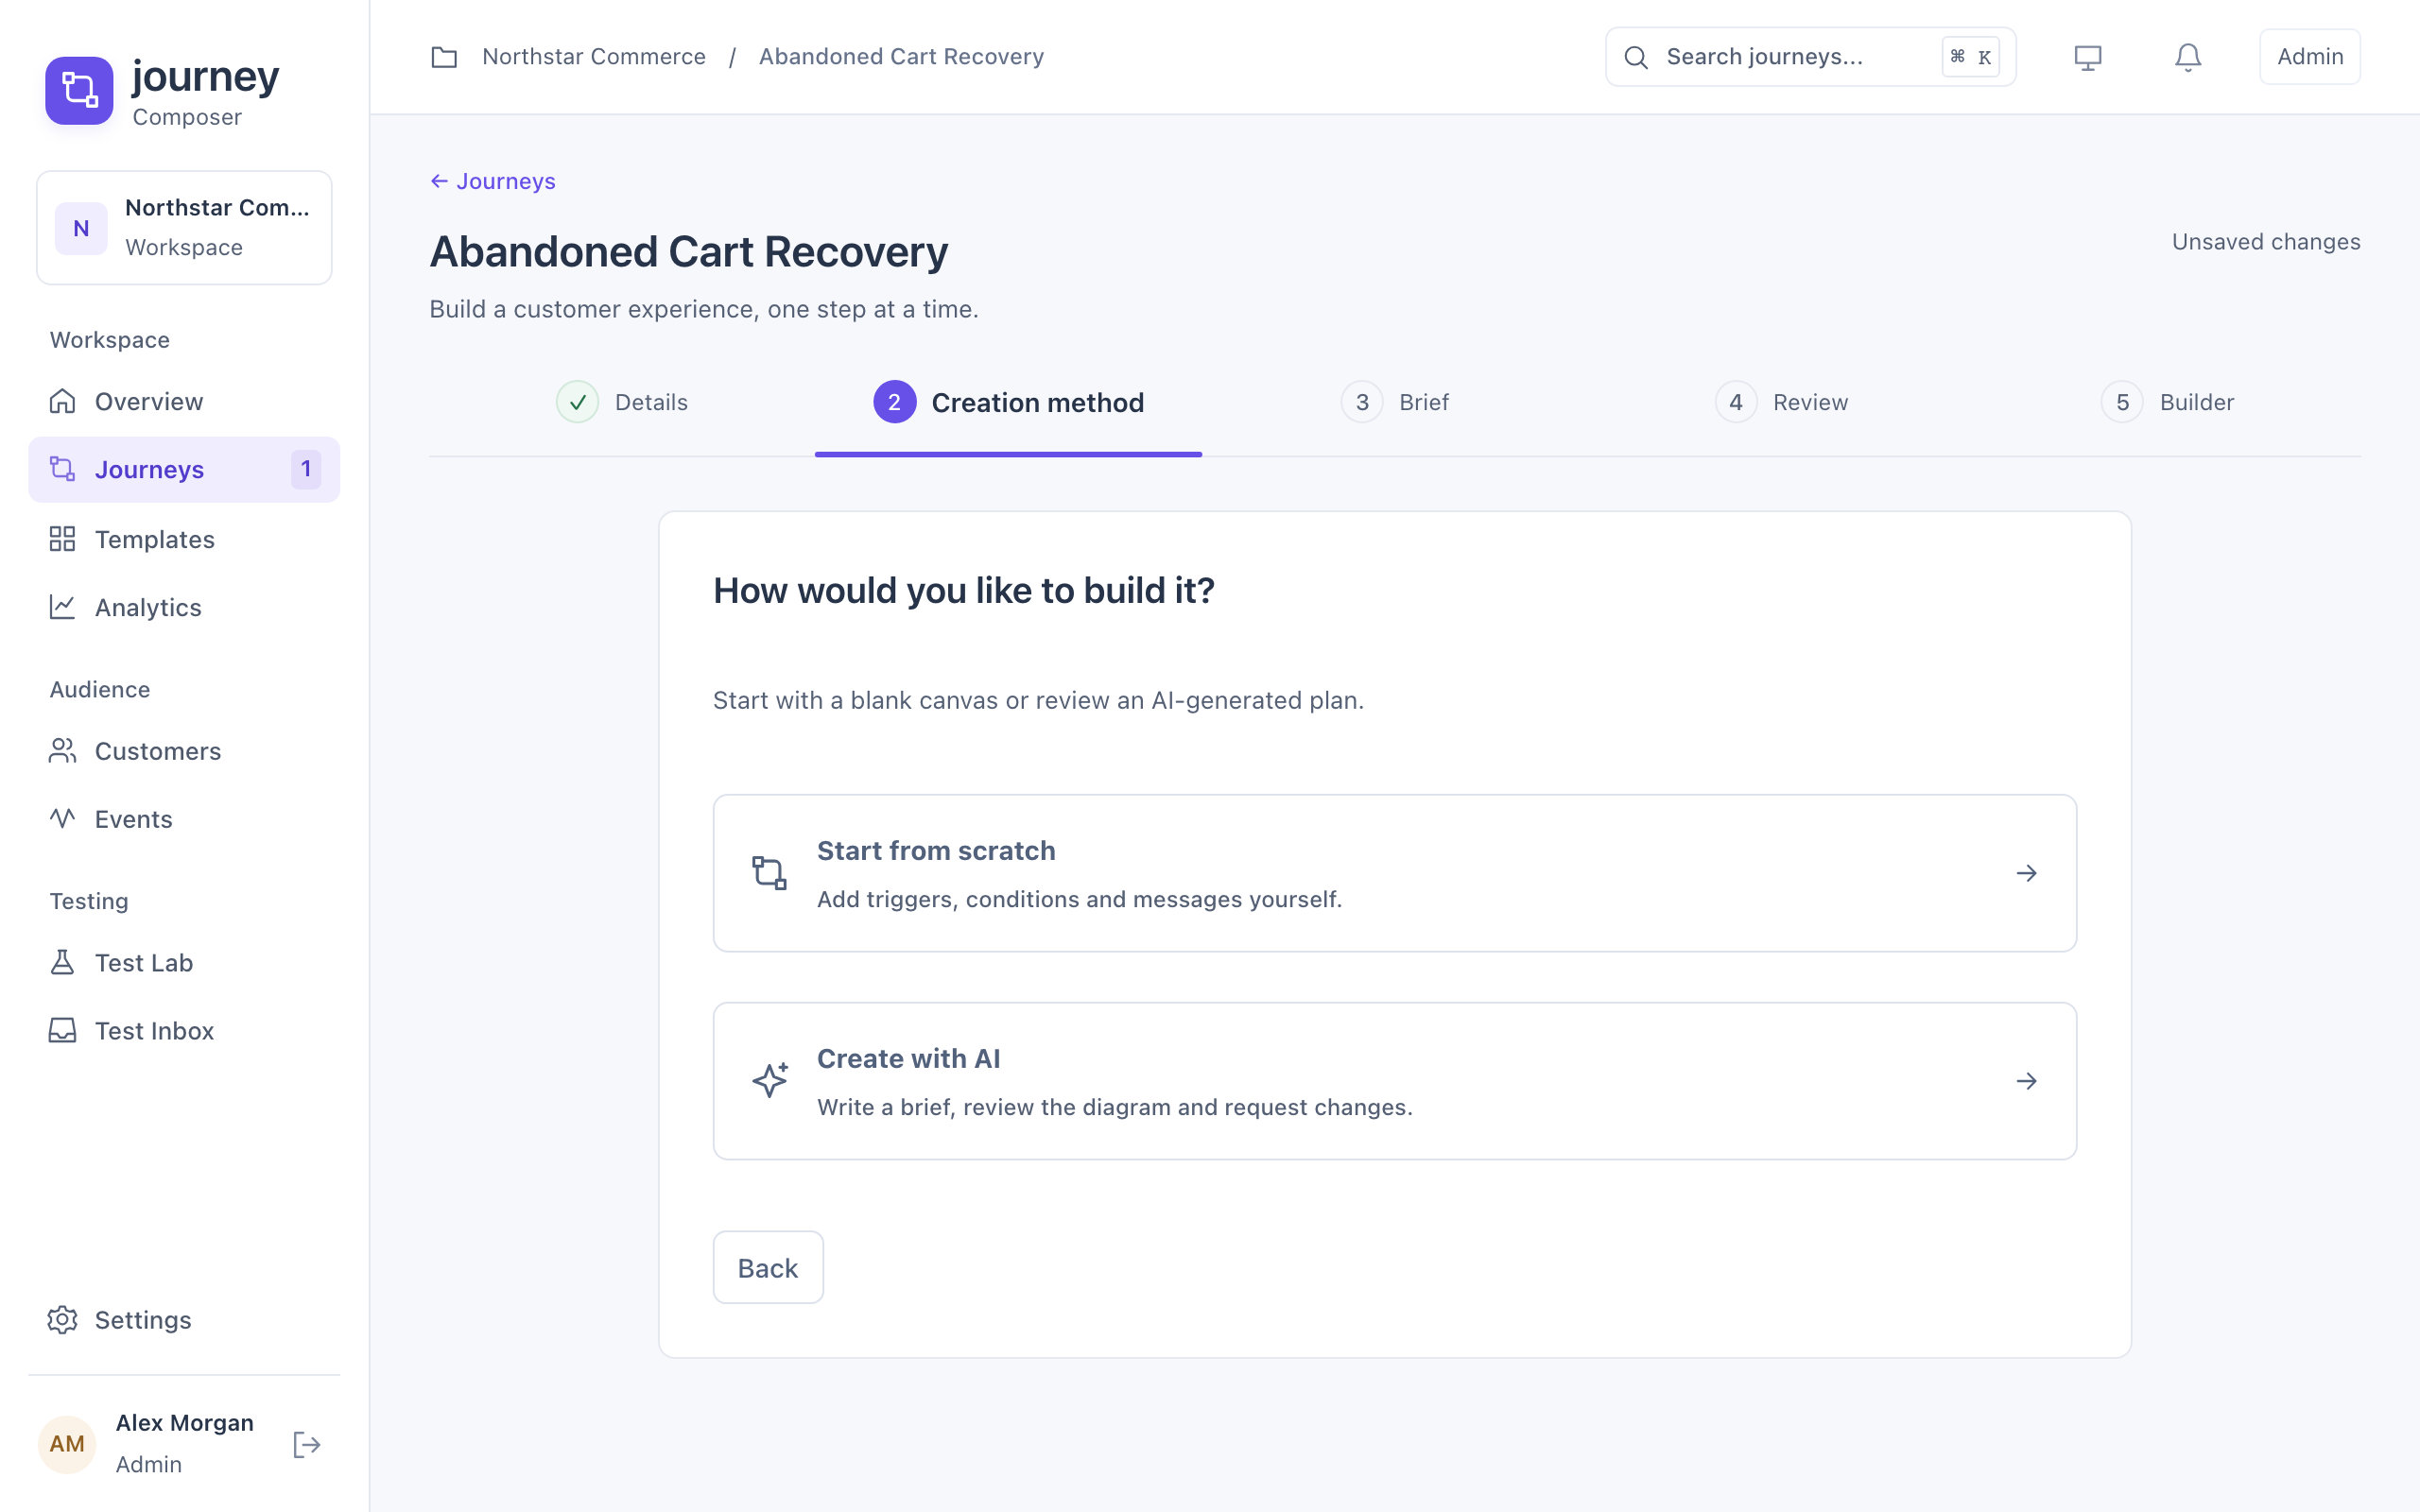 journey
Composer
N
Northstar Com...
Workspace
Workspace
Overview
Journeys 1
Templates
Analytics
Audience
Customers
Events
Testing
Test Lab
Test Inbox
Settings
AM
Alex Morgan
Admin
Northstar Commerce / Abandoned Cart Recovery
Search journeys... ⌘ K
Admin
← Journeys
Abandoned Cart Recovery
Unsaved changes
Build a customer experience, one step at a time.
Details
2 Creation method
3 Brief
4 Review
5 Builder
How would you like to build it?
Start with a blank canvas or review an AI-generated plan.
Start from scratch
Add triggers, conditions and messages yourself.
Create with AI
Write a brief, review the diagram and request changes.
Back